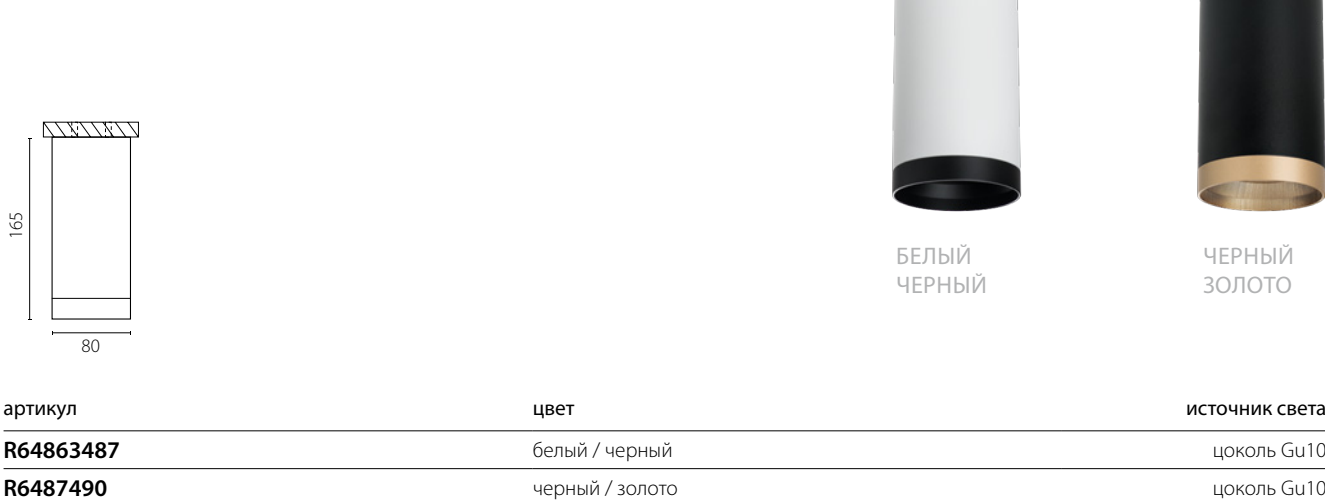 165
80
БЕЛЫЙ
ЧЕРНЫЙ
ЧЕРНЫЙ
ЗОЛОТО
артикул цвет источник света
R64863487 белый / черный цоколь Gu10
R6487490 черный / золото цоколь Gu10